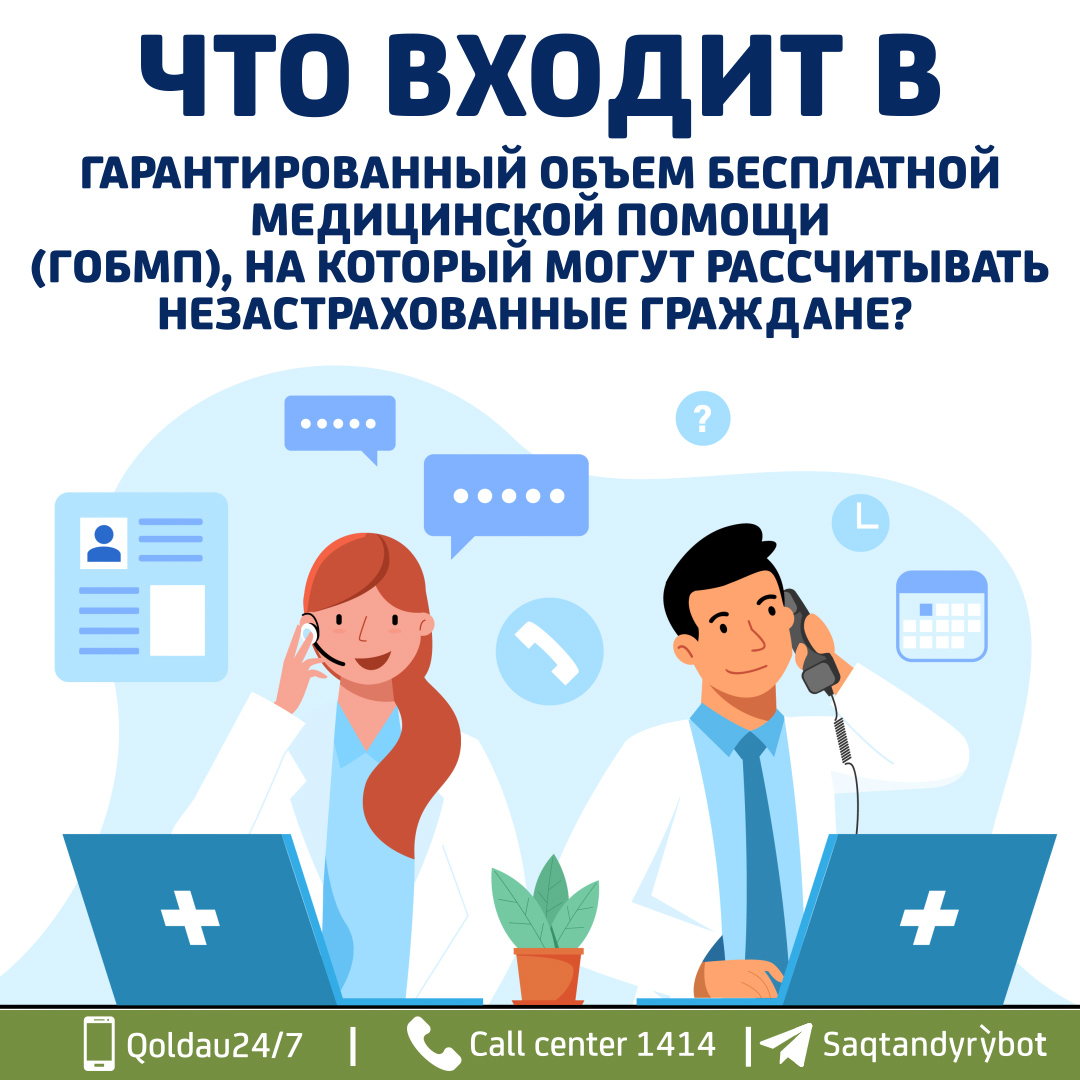 ЧТО ВХОДИТ В
ГАРАНТИРОВАННЫЙ ОБЪЕМ БЕСПЛАТНОЙ
МЕДИЦИНСКОЙ ПОМОЩИ
(ГОБМП), НА КОТОРЫЙ МОГУТ РАССЧИТЫВАТЬ
НЕЗАСТРАХОВАННЫЕ ГРАЖДАНЕ?
?
Qoldau24/7 | Call center 1414 | Saqtandyrỳbot